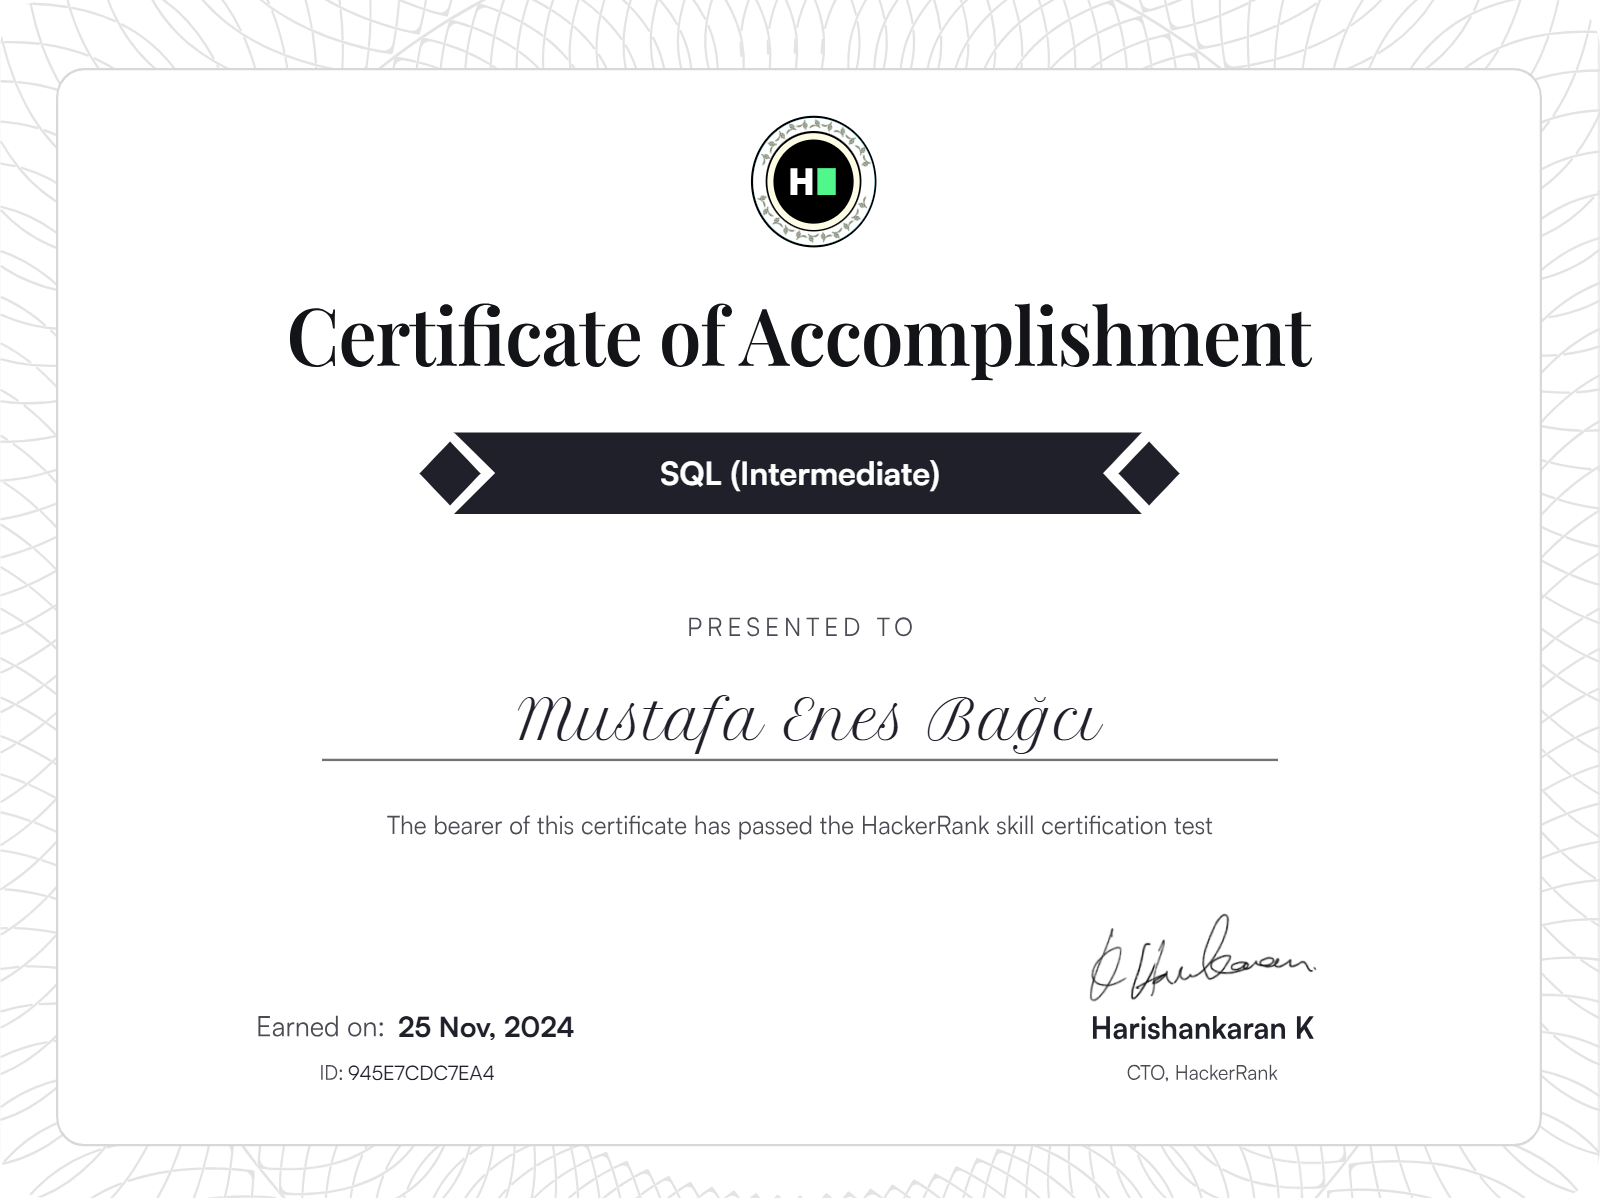 H
Certificate of Accomplishment
SQL (Intermediate)
PRESENTED TO
Mustafa Enes Bağcı
The bearer of this certificate has passed the HackerRank skill certification test
Earned on: 25 Nov, 2024
ID: 945E7CDC7EA4
Harishankaran K
CTO, HackerRank